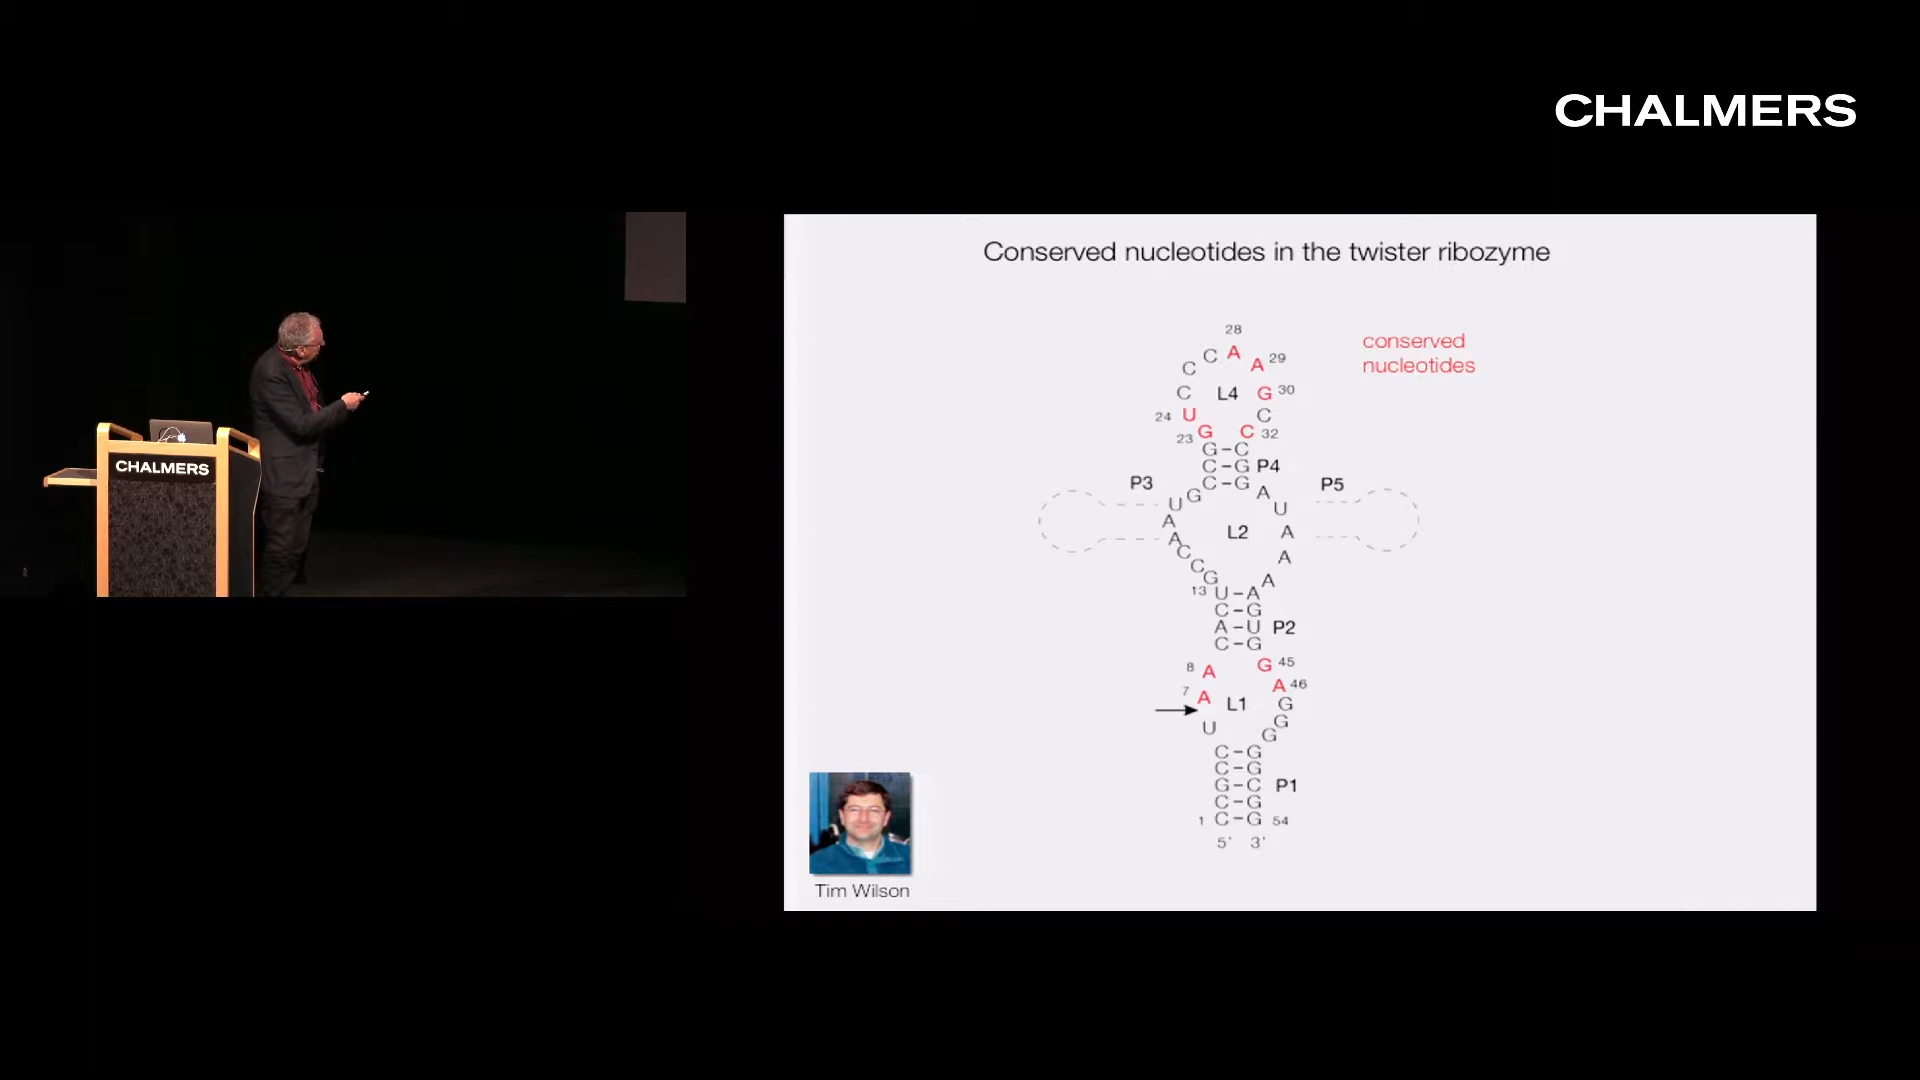 CHALMERS
CHALMERS
Conserved nucleotides in the twister ribozyme
conserved
nucleotides
28
C C A A 29
C L4 G 30
24 U C
23 G C 32
G-C
C-G P4
P3 G C-G A P5
U U
A L2 A
A
C A
C
G A
13 U-A
C-G
A-U P2
C-G
8 A G 45
7 A L1 A 46
G
U G
G
C-G
C-G
G-C P1
C-G
1 C-G 54
5' 3'
Tim Wilson